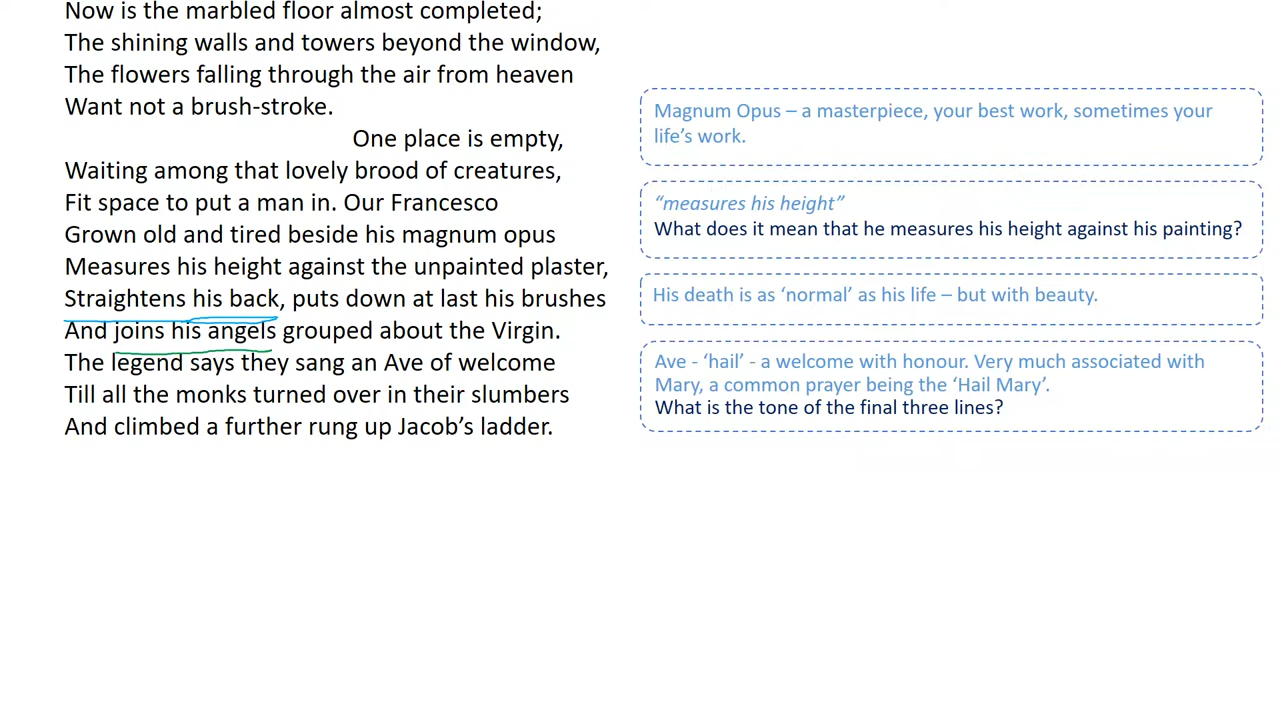 Now is the marbled floor almost completed;
The shining walls and towers beyond the window,
The flowers falling through the air from heaven
Want not a brush-stroke.
One place is empty,
Waiting among that lovely brood of creatures,
Fit space to put a man in. Our Francesco
Grown old and tired beside his magnum opus
Measures his height against the unpainted plaster,
Straightens his back, puts down at last his brushes
And joins his angels grouped about the Virgin.
The legend says they sang an Ave of welcome
Till all the monks turned over in their slumbers
And climbed a further rung up Jacob's ladder.
Magnum Opus – a masterpiece, your best work, sometimes your
life's work.
"measures his height"
What does it mean that he measures his height against his painting?
His death is as 'normal' as his life – but with beauty.
Ave - 'hail' - a welcome with honour. Very much associated with
Mary, a common prayer being the 'Hail Mary'.
What is the tone of the final three lines?